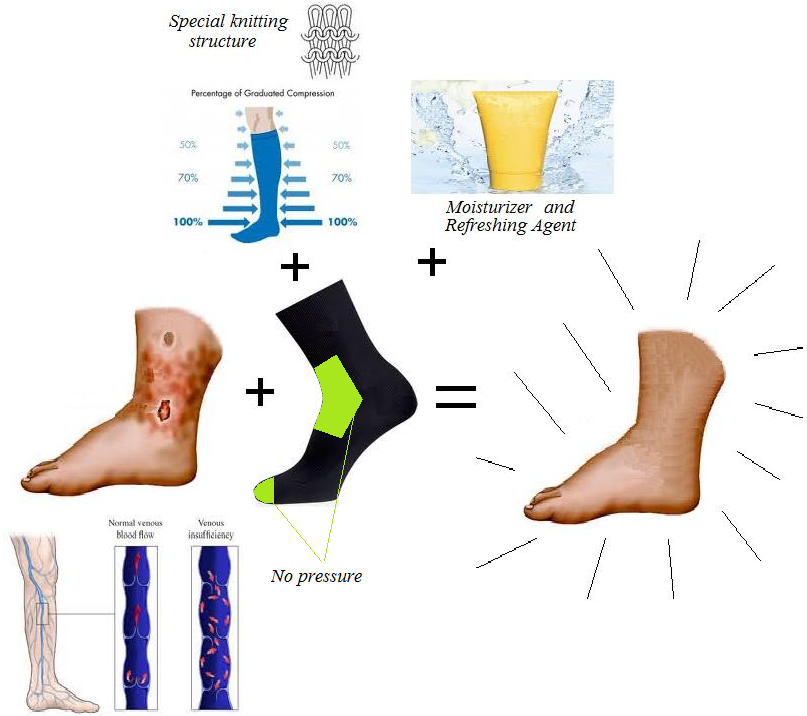 Special knitting
structure
Percentage of Graduated Compression
50% 50%
70% 70%
100% 100%
Moisturizer and
Refreshing Agent
+ +
+ =
No pressure
Normal venous
blood flow
Venous
insufficiency